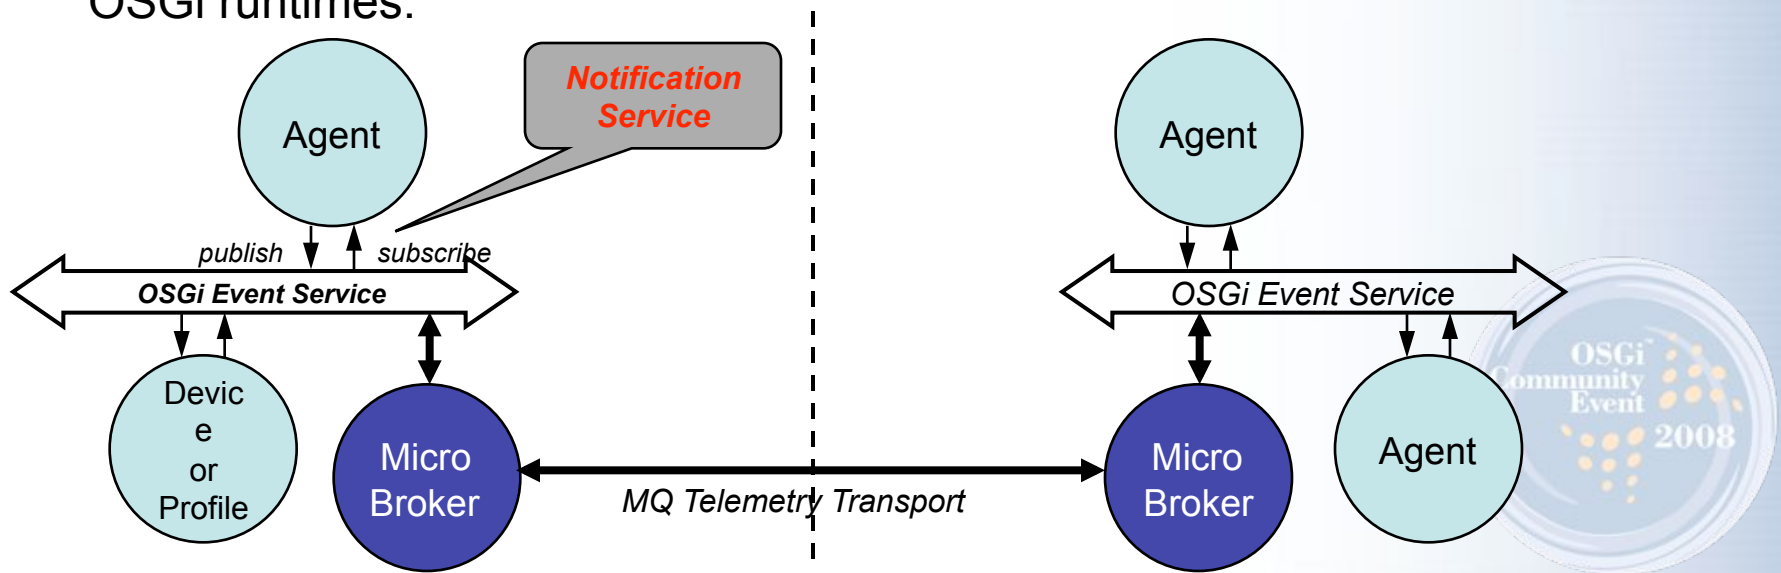 OSGi runtimes.
Notification
Service
Agent
Agent
publish
subscribe
OSGi Event Service
OSGi Event Service
Devic
e
or
Profile
Micro
Broker
MQ Telemetry Transport
Micro
Broker
Agent
OSGi™
Community
Event
2008